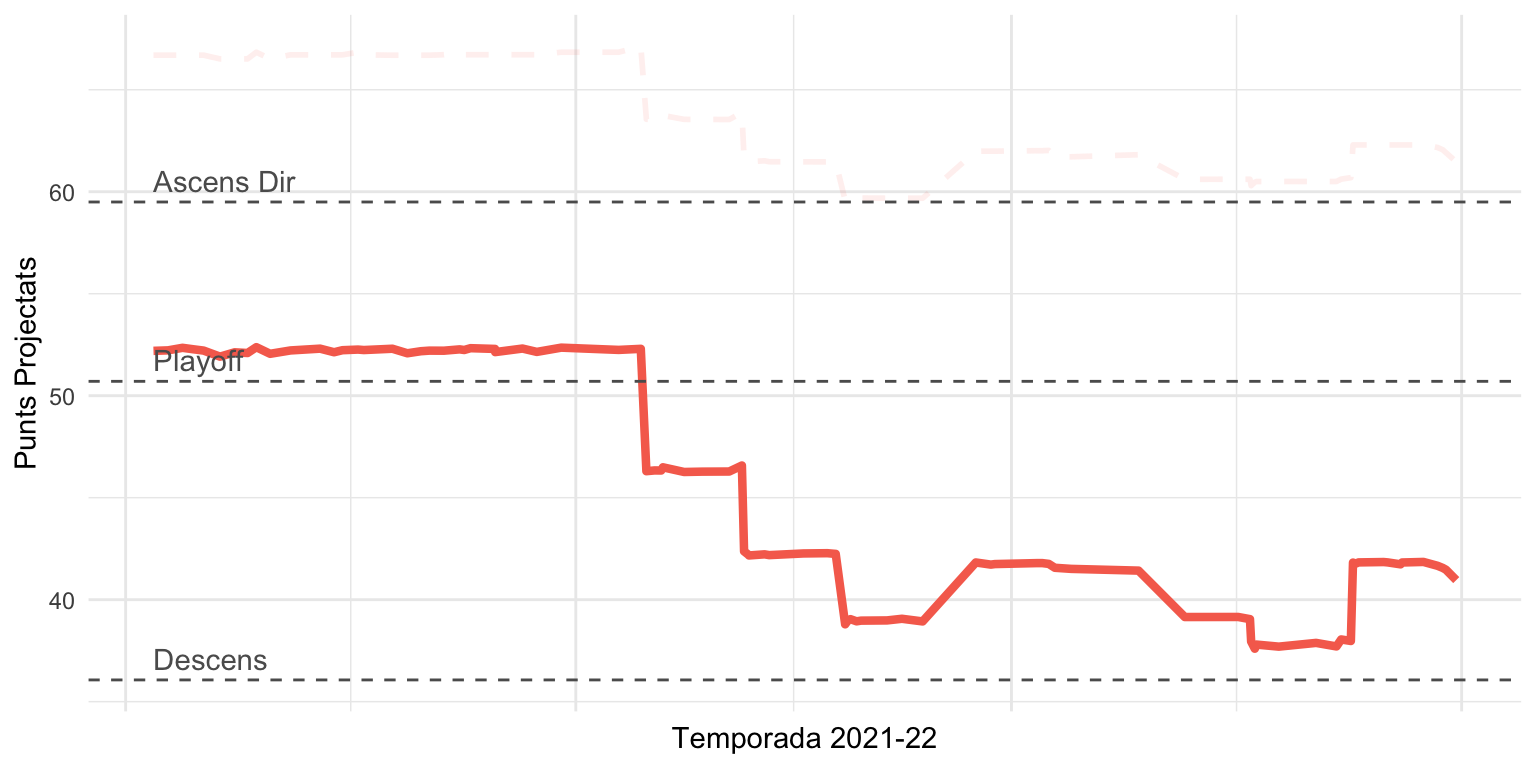 Punts Projectats
60
50
40
Ascens Dir
Playoff
Descens
Temporada 2021-22